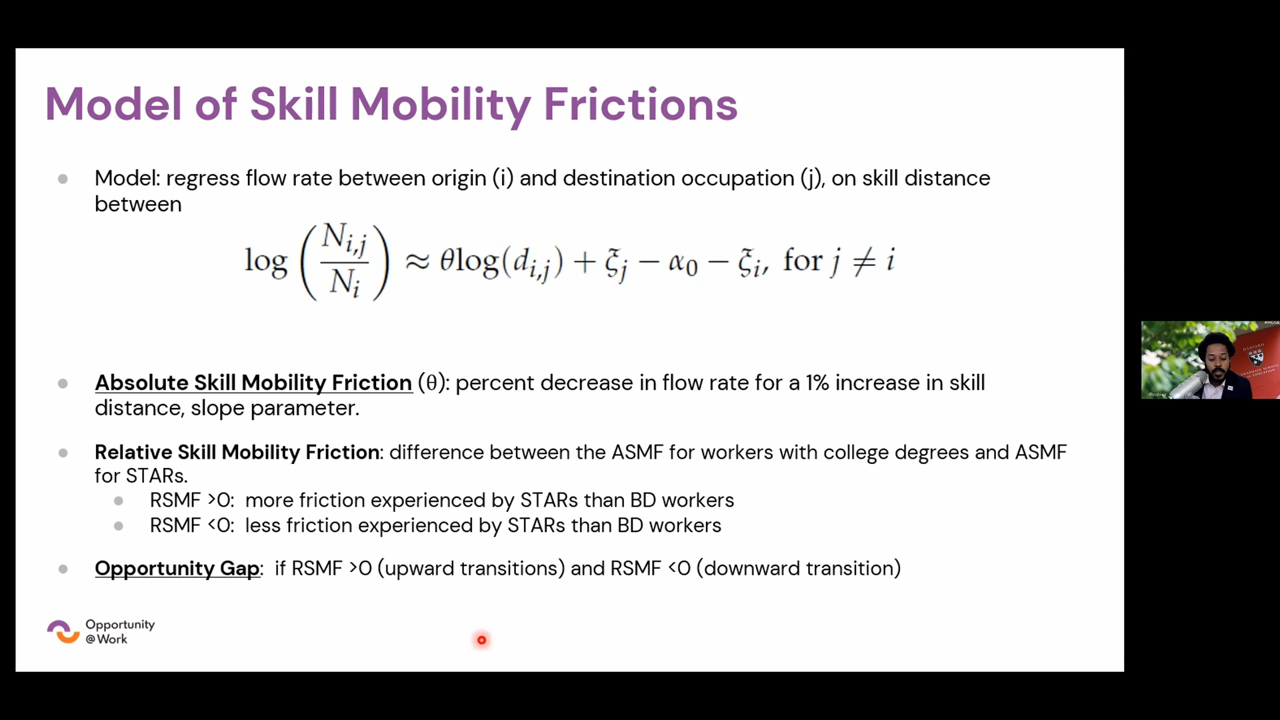 Model of Skill Mobility Frictions
Model: regress flow rate between origin (i) and destination occupation (j), on skill distance
between
log(N_{i,j}/N_i) ≈ θlog(d_{i,j}) + ξ_j − α_0 − ξ_i, for j ≠ i
Absolute Skill Mobility Friction (θ): percent decrease in flow rate for a 1% increase in skill
distance, slope parameter.
Relative Skill Mobility Friction: difference between the ASMF for workers with college degrees and ASMF
for STARs.
RSMF >0: more friction experienced by STARs than BD workers
RSMF <0: less friction experienced by STARs than BD workers
Opportunity Gap: if RSMF >0 (upward transitions) and RSMF <0 (downward transition)
Opportunity
@Work